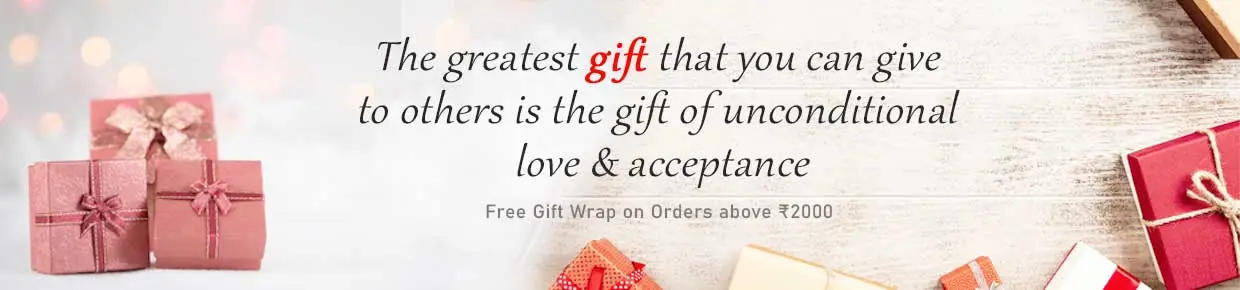 The greatest gift that you can give
to others is the gift of unconditional
love & acceptance
Free Gift Wrap on Orders above ₹2000